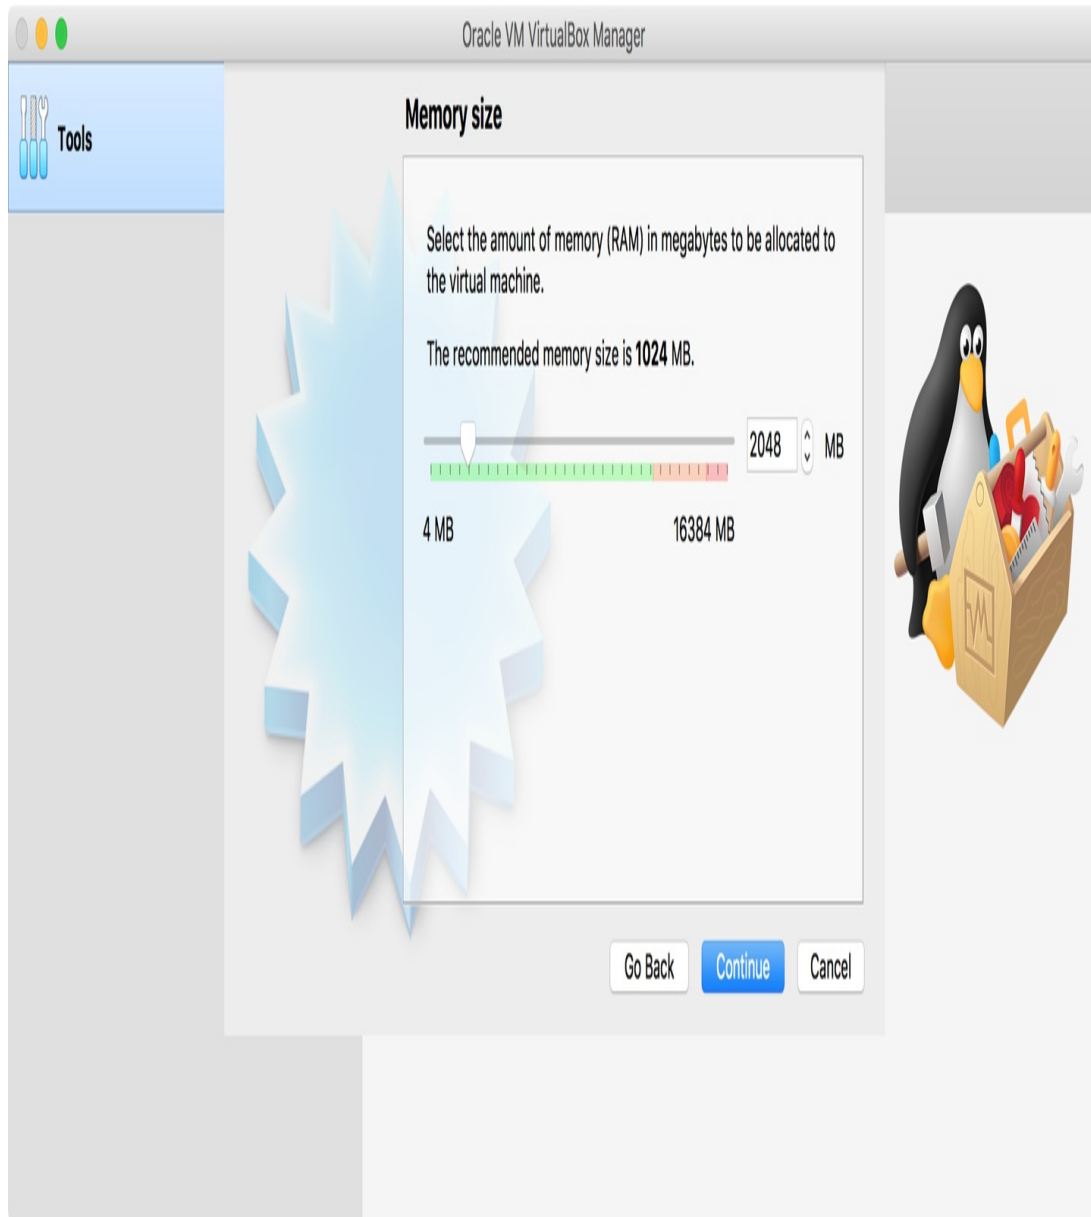 Oracle VM VirtualBox Manager
Tools
Memory size
Select the amount of memory (RAM) in megabytes to be allocated to
the virtual machine.
The recommended memory size is 1024 MB.
2048 MB
4 MB 16384 MB
Go Back Continue Cancel